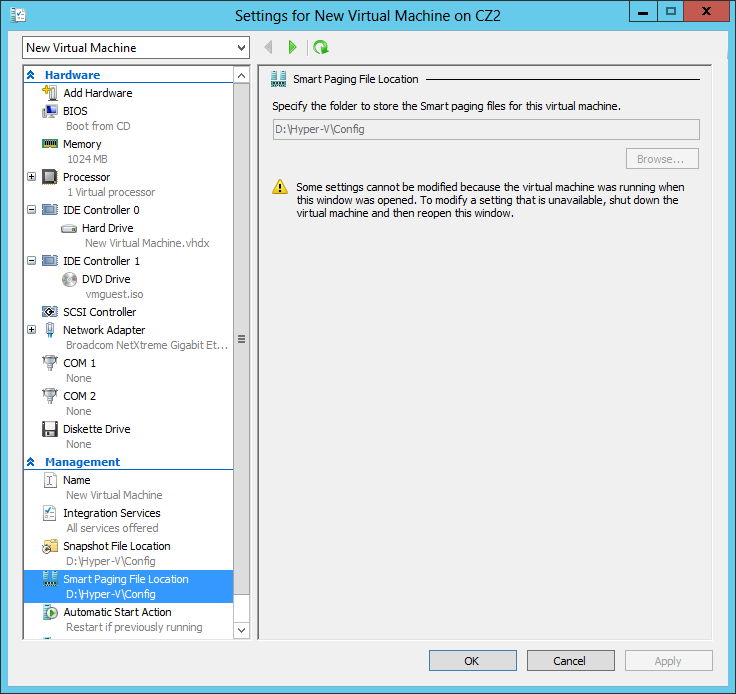 Settings for New Virtual Machine on CZ2
New Virtual Machine
Hardware
Add Hardware
BIOS
Boot from CD
Memory
1024 MB
Processor
1 Virtual processor
IDE Controller 0
Hard Drive
New Virtual Machine.vhdx
IDE Controller 1
DVD Drive
vmguest.iso
SCSI Controller
Network Adapter
Broadcom NetXtreme Gigabit Et...
COM 1
None
COM 2
None
Diskette Drive
None
Management
Name
New Virtual Machine
Integration Services
All services offered
Snapshot File Location
D:\Hyper-V\Config
Smart Paging File Location
D:\Hyper-V\Config
Automatic Start Action
Restart if previously running
Smart Paging File Location
Specify the folder to store the Smart paging files for this virtual machine.
D:\Hyper-V\Config
Browse...
Some settings cannot be modified because the virtual machine was running when
this window was opened. To modify a setting that is unavailable, shut down the
virtual machine and then reopen this window.
OK
Cancel
Apply